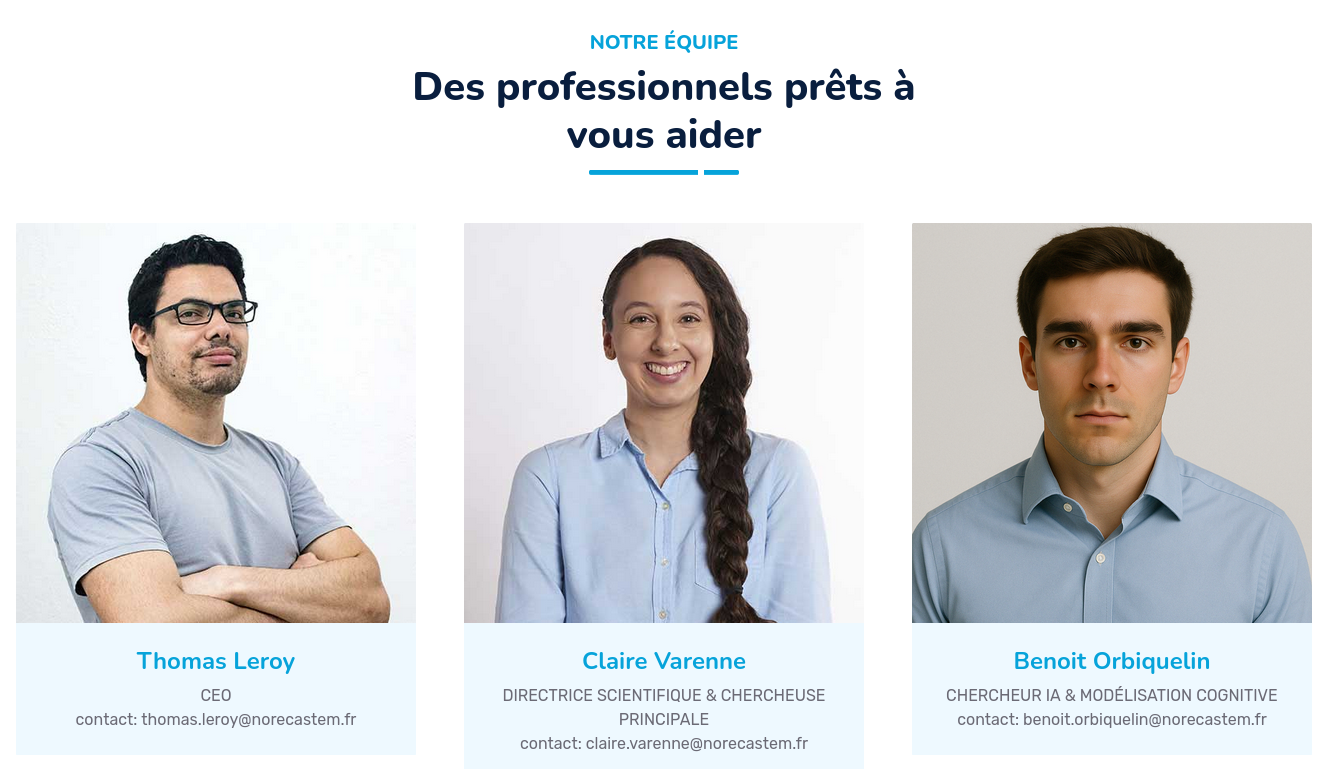 NOTRE ÉQUIPE
Des professionnels prêts à
vous aider
Thomas Leroy
CEO
contact: thomas.leroy@norecastem.fr
Claire Varenne
DIRECTRICE SCIENTIFIQUE & CHERCHEUSE
PRINCIPALE
contact: claire.varenne@norecastem.fr
Benoit Orbiquelin
CHERCHEUR IA & MODÉLISATION COGNITIVE
contact: benoit.orbiquelin@norecastem.fr